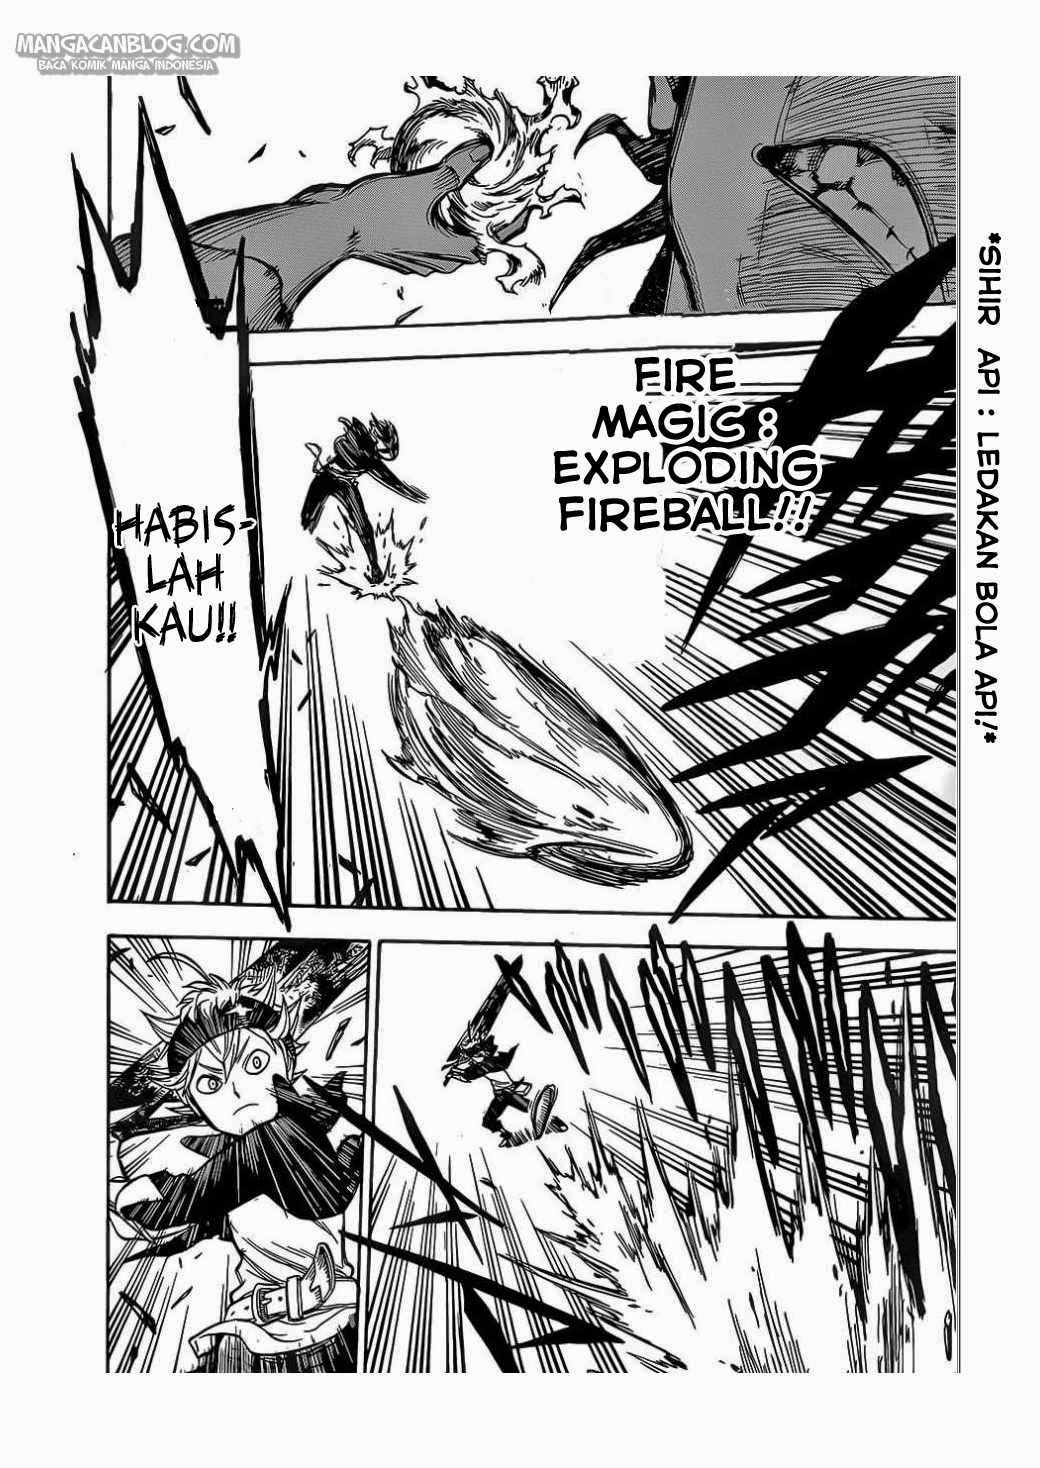 MANGACANBLOG.COM
BACA KOMIK MANGA INDONESIA
FIRE
MAGIC :
EXPLODING
FIREBALL!!
*SIHIR API : LEDAKAN BOLA API!*
HABIS-
LAH
KAU!!